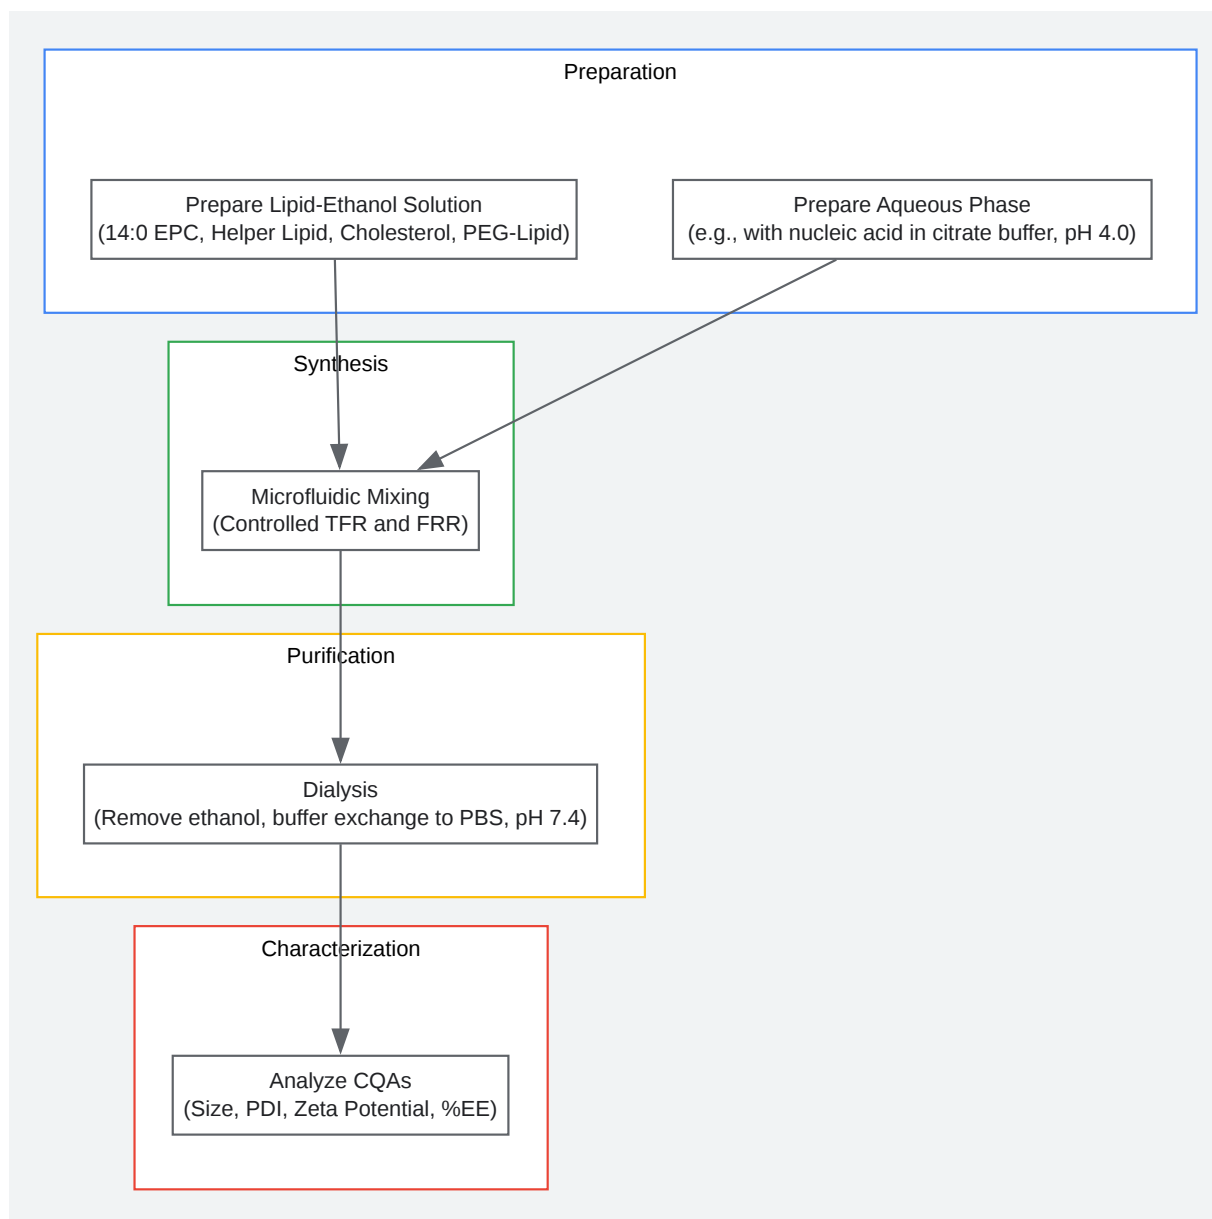 Preparation
Prepare Lipid-Ethanol Solution
(14:0 EPC, Helper Lipid, Cholesterol, PEG-Lipid)
Prepare Aqueous Phase
(e.g., with nucleic acid in citrate buffer, pH 4.0)
Synthesis
Microfluidic Mixing
(Controlled TFR and FRR)
Purification
Dialysis
(Remove ethanol, buffer exchange to PBS, pH 7.4)
Characterization
Analyze CQAs
(Size, PDI, Zeta Potential, %EE)